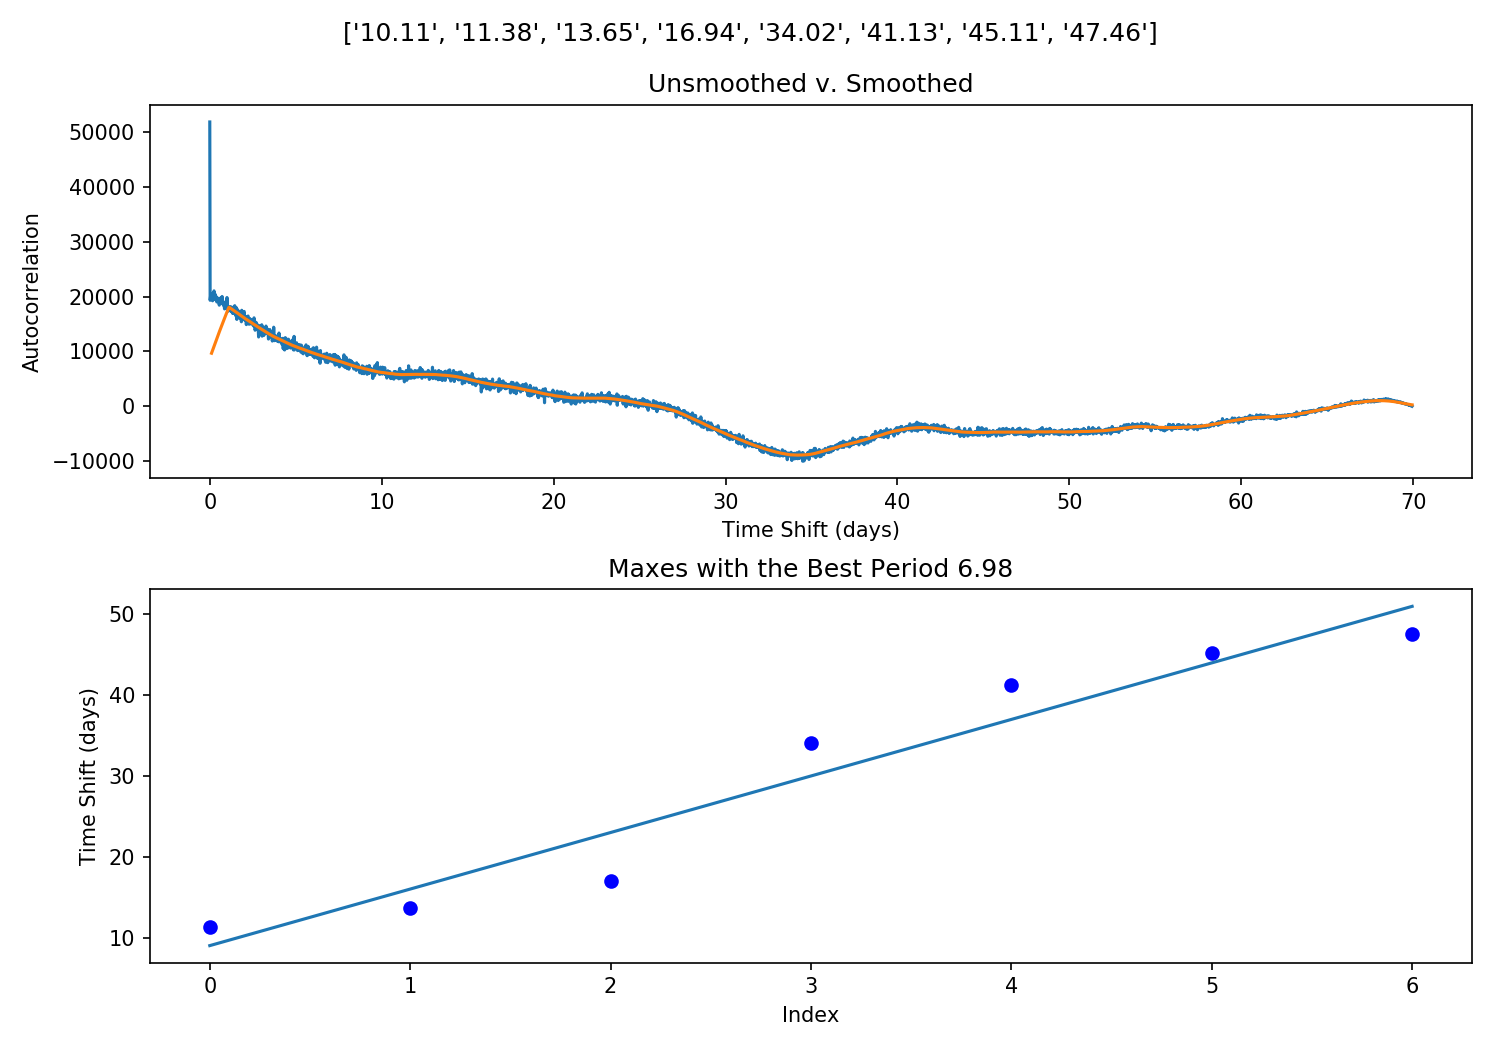 ['10.11', '11.38', '13.65', '16.94', '34.02', '41.13', '45.11', '47.46']
Unsmoothed v. Smoothed
50000
40000
30000
20000
10000
0
−10000
Autocorrelation
0 10 20 30 40 50 60 70
Time Shift (days)
Maxes with the Best Period 6.98
50
40
30
20
10
Time Shift (days)
0 1 2 3 4 5 6
Index